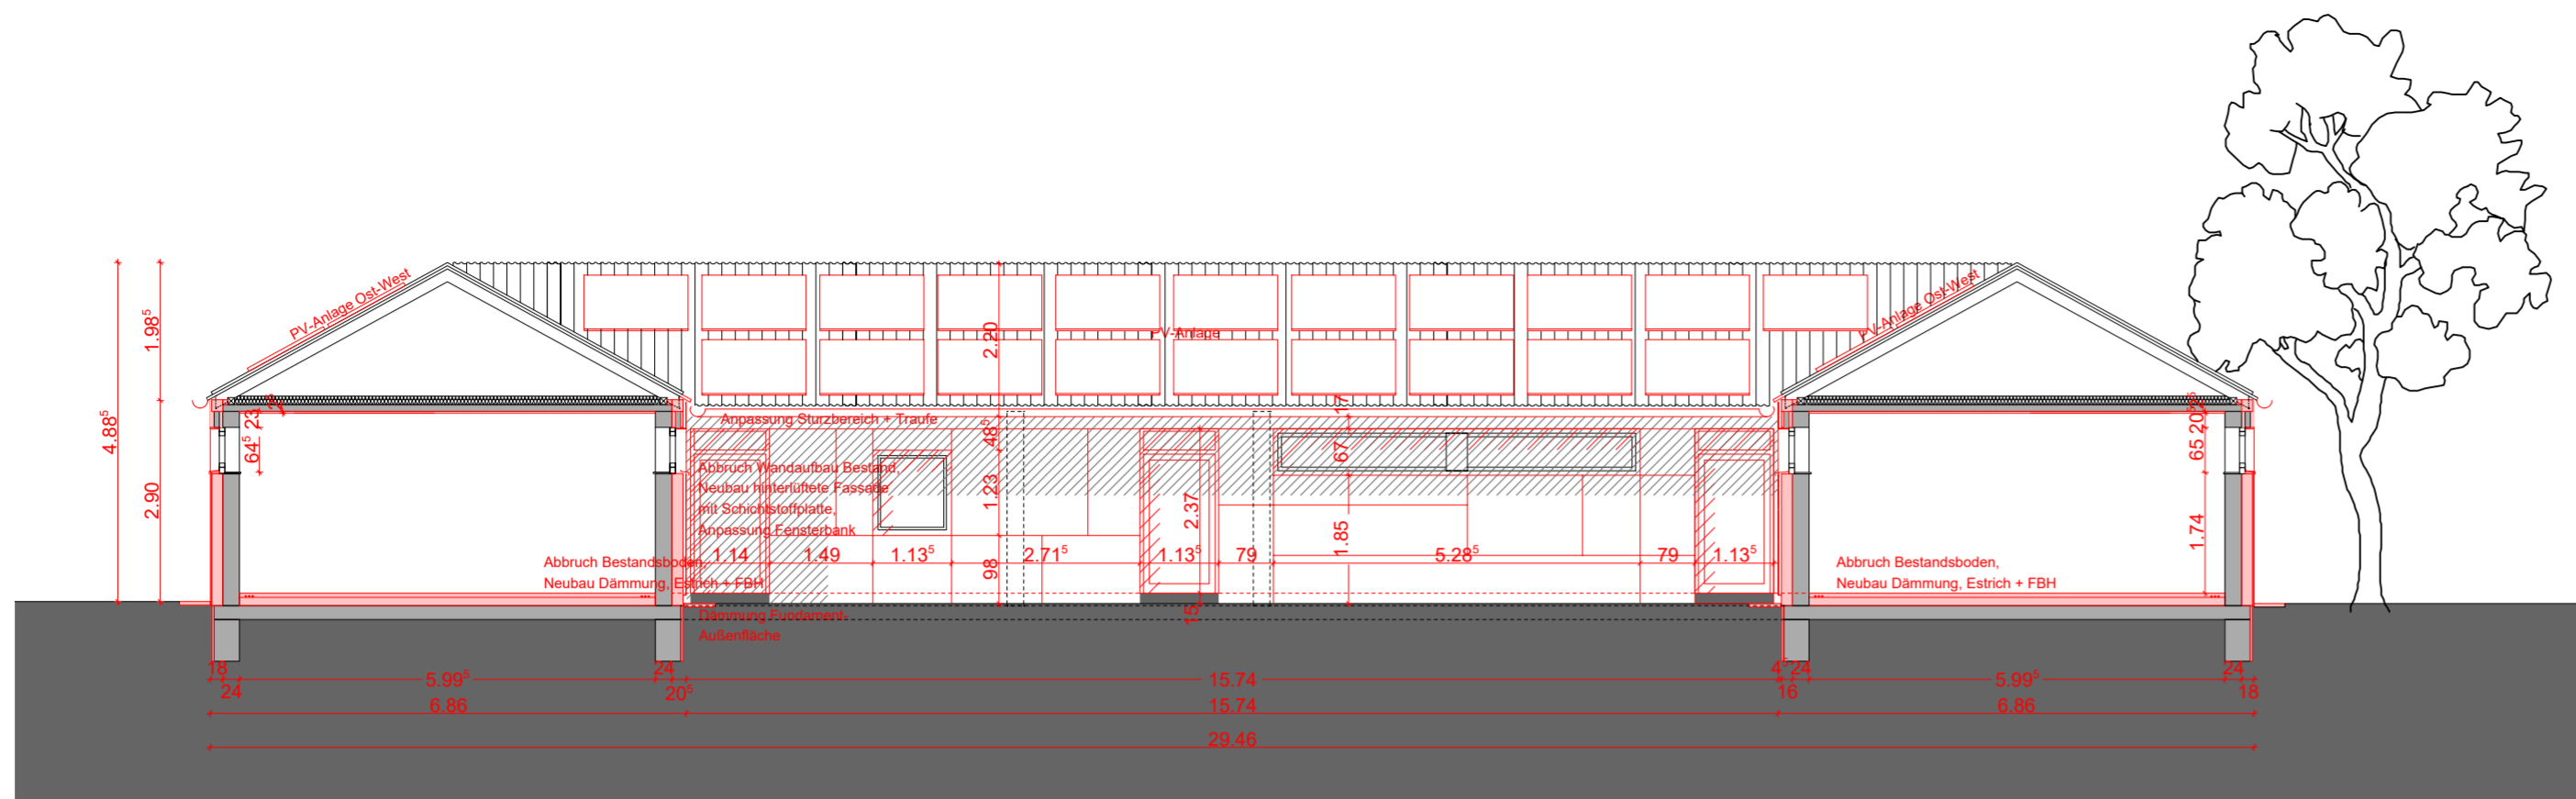 PV-Anlage Ost-West
PV-Anlage Ost-West
V-Anlage
1.98⁵
4.88⁵
2.90
2.20
Anpassung Sturzbereich + Traufe
23
64⁵
48⁵
1.23
98
17
67
1.85
2.37
15
65
1.74
Abbruch Wandaufbau Bestand,
Neubau hinterlüftete Fassade
mit Schichtstoffplatte,
Anpassung Fensterbank
1.14 1.49 1.13⁵ 2.71⁵ 1.13⁵ 79 5.28⁵ 79 1.13⁵
Abbruch Bestandsboden,
Neubau Dämmung, Estrich + FBH
Abbruch Bestandsboden,
Neubau Dämmung, Estrich + FBH
Dämmung Fundament-
Außenfläche
18 24 4⁵ 24 24
5.99⁵ 15.74 5.99⁵
24 20⁵ 16 18
6.86 15.74 6.86
29.46